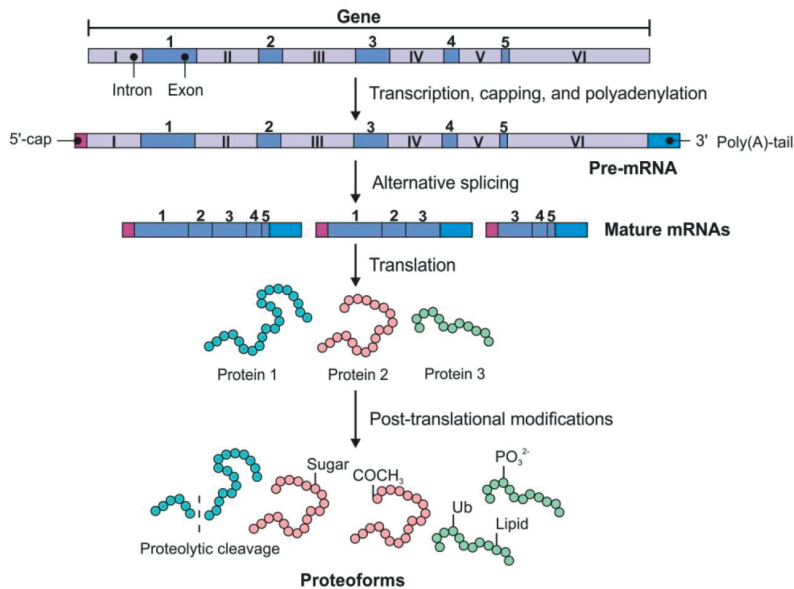 Gene
1 2 3 4 5
I II III IV V VI
Intron Exon
Transcription, capping, and polyadenylation
5'-cap
1 2 3 4 5
I II III IV V VI
3' Poly(A)-tail
Pre-mRNA
Alternative splicing
1 2 3 4 5
1 2 3
3 4 5
Mature mRNAs
Translation
Protein 1
Protein 2
Protein 3
Post-translational modifications
Sugar
COCH₃
PO₃²⁻
Ub
Lipid
Proteolytic cleavage
Proteoforms